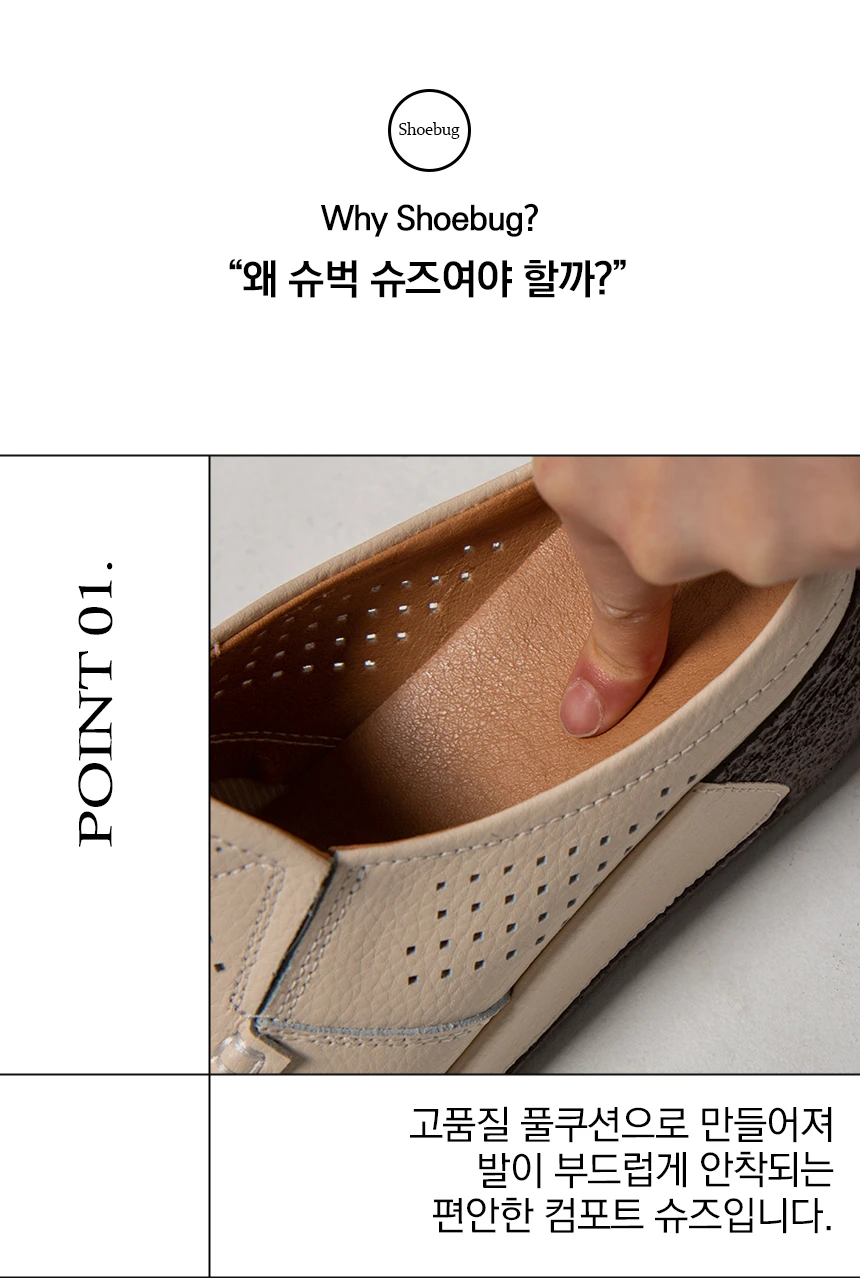 Shoebug
Why Shoebug?
“왜 슈벅 슈즈여야 할까?”
POINT 01.
고품질 풀쿠션으로 만들어져
발이 부드럽게 안착되는
편안한 컴포트 슈즈입니다.